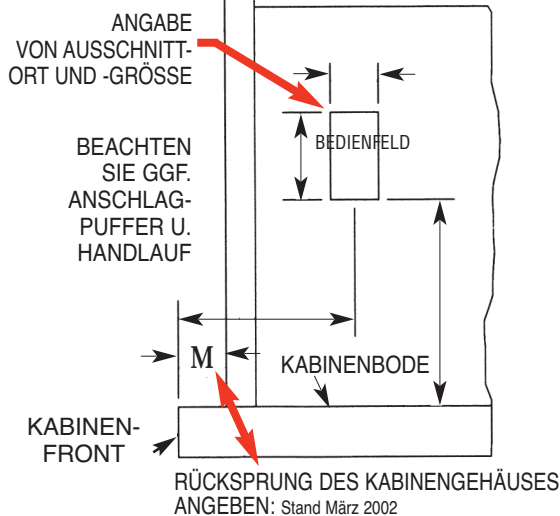 ANGABE
VON AUSSCHNITT-
ORT UND -GRÖSSE
BEACHTEN
SIE GGF.
ANSCHLAG-
PUFFER U.
HANDLAUF
BEDIENFELD
M
KABINENBODE
KABINEN-
FRONT
RÜCKSPRUNG DES KABINENGEHÄUSES
ANGEBEN: Stand März 2002